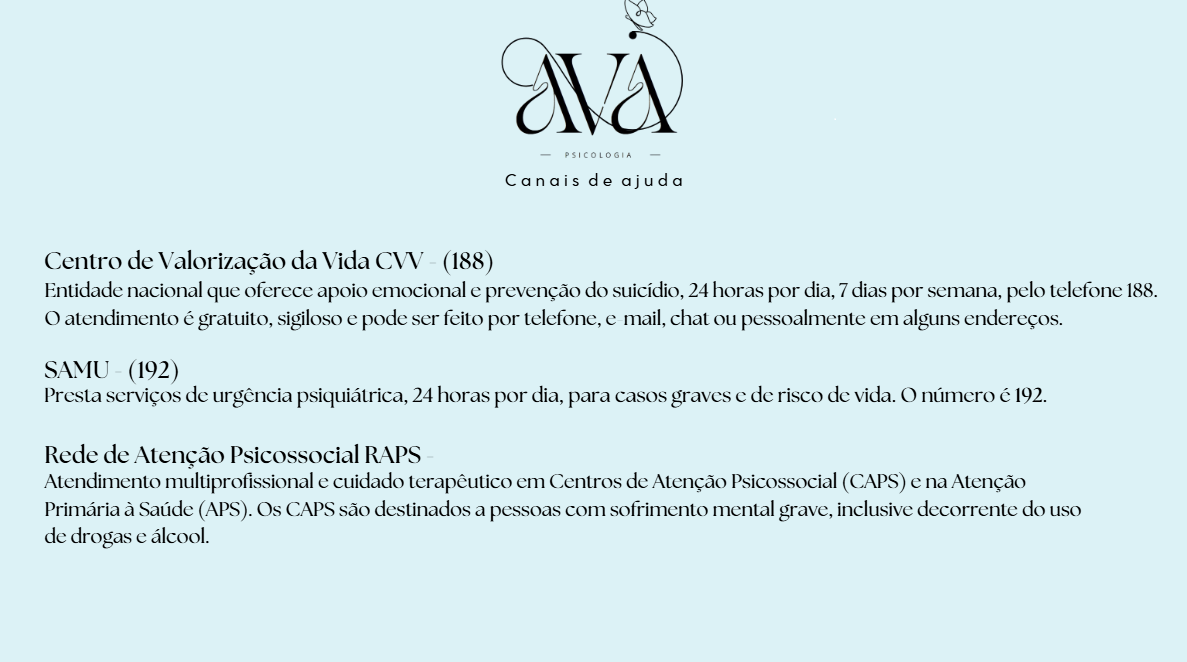 AVA
PSICOLOGIA
Canais de ajuda
Centro de Valorização da Vida CVV - (188)
Entidade nacional que oferece apoio emocional e prevenção do suicídio, 24 horas por dia, 7 dias por semana, pelo telefone 188.
O atendimento é gratuito, sigiloso e pode ser feito por telefone, e-mail, chat ou pessoalmente em alguns endereços.
SAMU - (192)
Presta serviços de urgência psiquiátrica, 24 horas por dia, para casos graves e de risco de vida. O número é 192.
Rede de Atenção Psicossocial RAPS -
Atendimento multiprofissional e cuidado terapêutico em Centros de Atenção Psicossocial (CAPS) e na Atenção
Primária à Saúde (APS). Os CAPS são destinados a pessoas com sofrimento mental grave, inclusive decorrente do uso
de drogas e álcool.